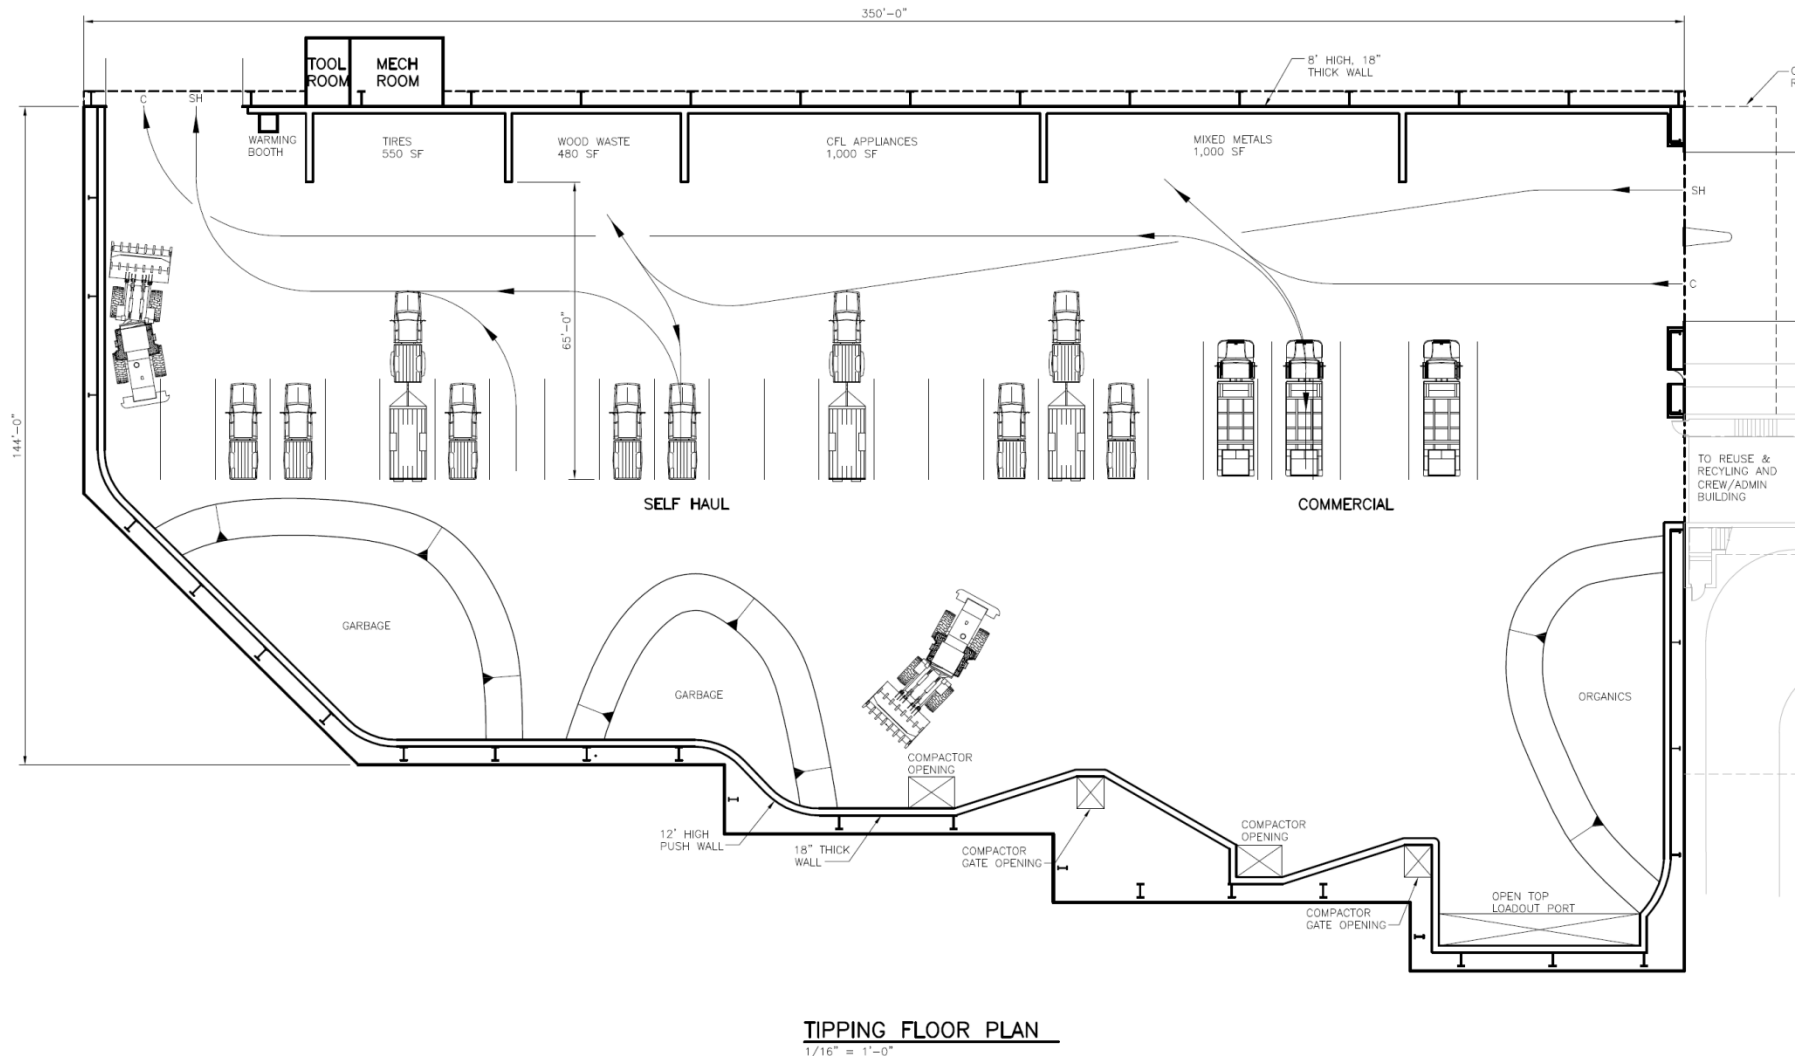 350'-0"
TOOL
ROOM
MECH
ROOM
8' HIGH, 18"
THICK WALL
C
SH
WARMING
BOOTH
TIRES
550 SF
WOOD WASTE
480 SF
CFL APPLIANCES
1,000 SF
MIXED METALS
1,000 SF
SH
C
65'-0"
144'-0"
TO REUSE &
RECYLING AND
CREW/ADMIN
BUILDING
SELF HAUL
COMMERCIAL
GARBAGE
GARBAGE
ORGANICS
COMPACTOR
OPENING
12' HIGH
PUSH WALL
18" THICK
WALL
COMPACTOR
GATE OPENING
COMPACTOR
OPENING
COMPACTOR
GATE OPENING
OPEN TOP
LOADOUT PORT
TIPPING FLOOR PLAN
1/16" = 1'-0"